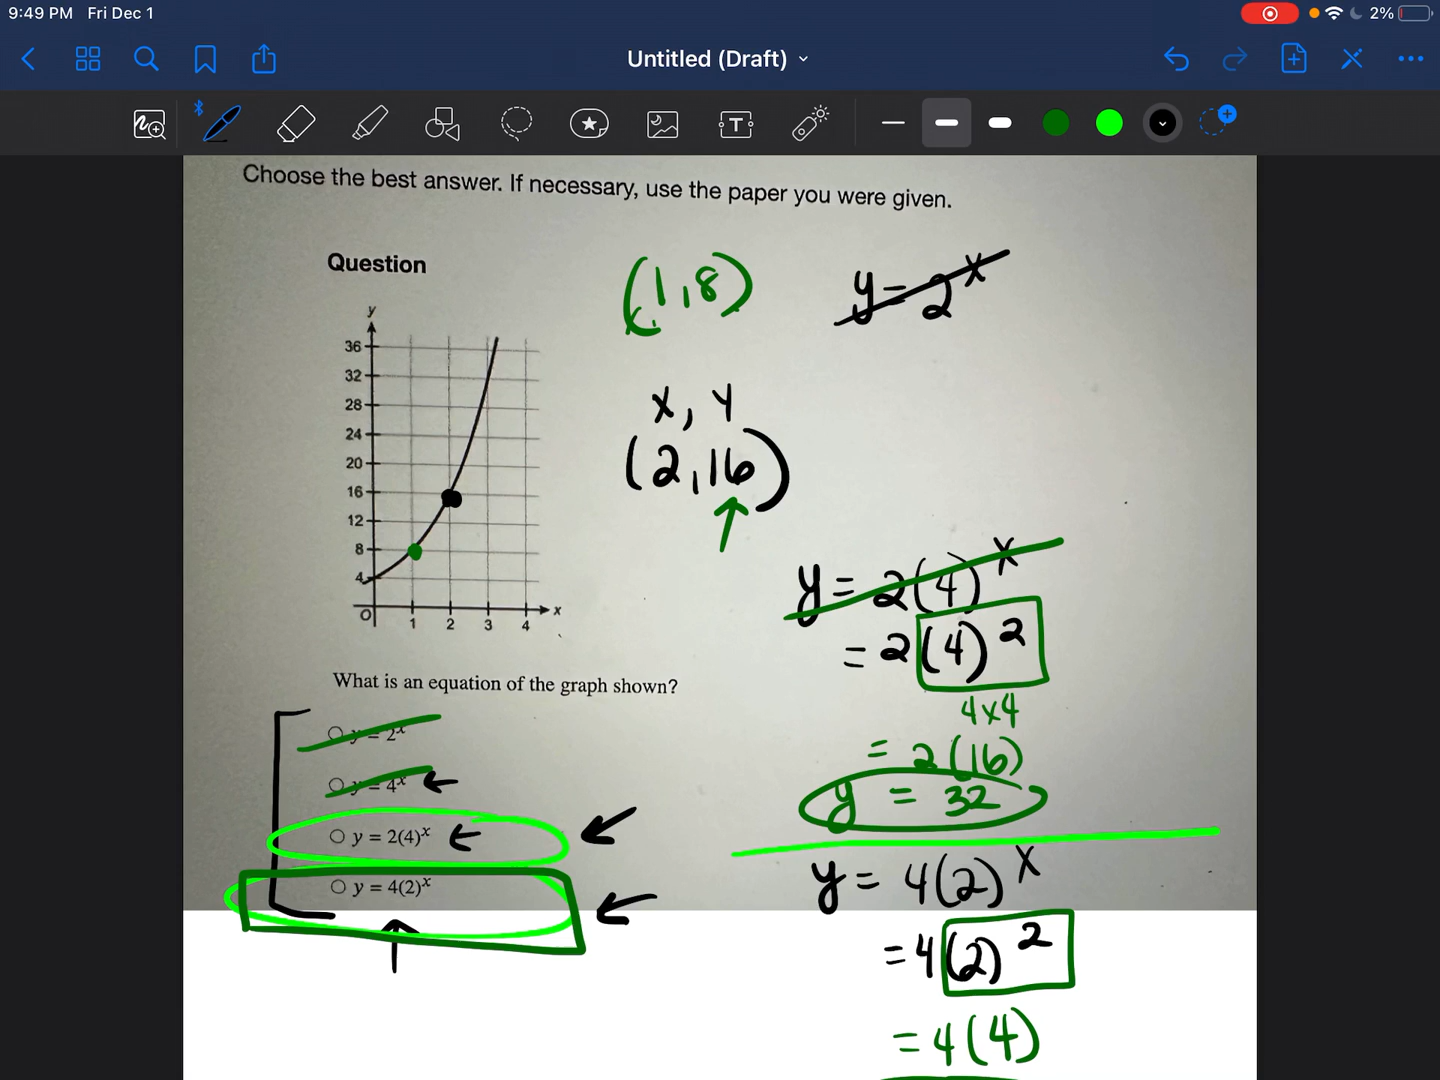 9:49 PM Fri Dec 1
2%
Untitled (Draft)
T
Choose the best answer. If necessary, use the paper you were given.
Question
(1,8)
y = 2^x
y
36
32
28
24
20
16
12
8
4
O
1
2
3
4
x
x, y
(2,16)
y = 2(4)^x
= 2(4)^2
4x4
= 2(16)
y = 32
What is an equation of the graph shown?
y = 2^x
y = 4^x
y = 2(4)^x
y = 4(2)^x
y = 4(2)^x
= 4(2)^2
= 4(4)